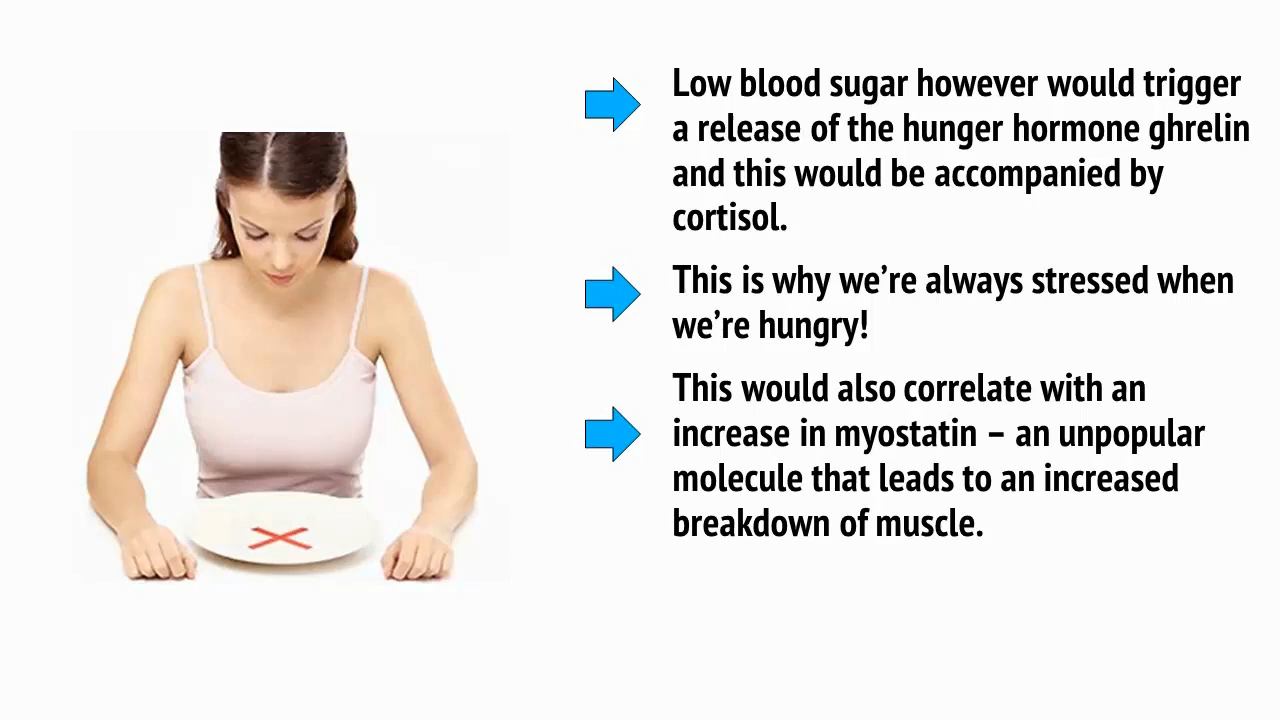 Low blood sugar however would trigger
a release of the hunger hormone ghrelin
and this would be accompanied by
cortisol.
This is why we’re always stressed when
we’re hungry!
This would also correlate with an
increase in myostatin – an unpopular
molecule that leads to an increased
breakdown of muscle.